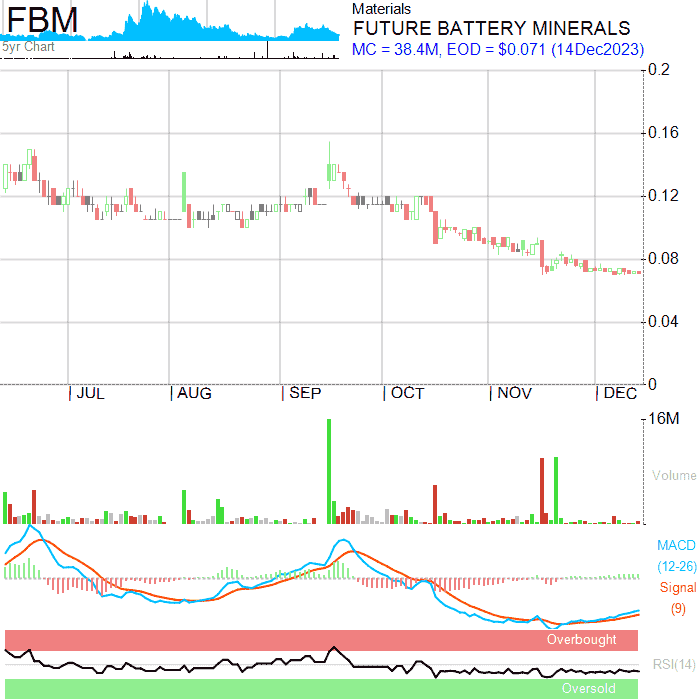 FBM
5yr Chart
Materials
FUTURE BATTERY MINERALS
MC = 38.4M, EOD = $0.071 (14Dec2023)
0.2
0.16
0.12
0.08
0.04
0
JUL AUG SEP OCT NOV DEC
16M
Volume
MACD
(12-26)
Signal
(9)
Overbought
RSI(14)
Oversold